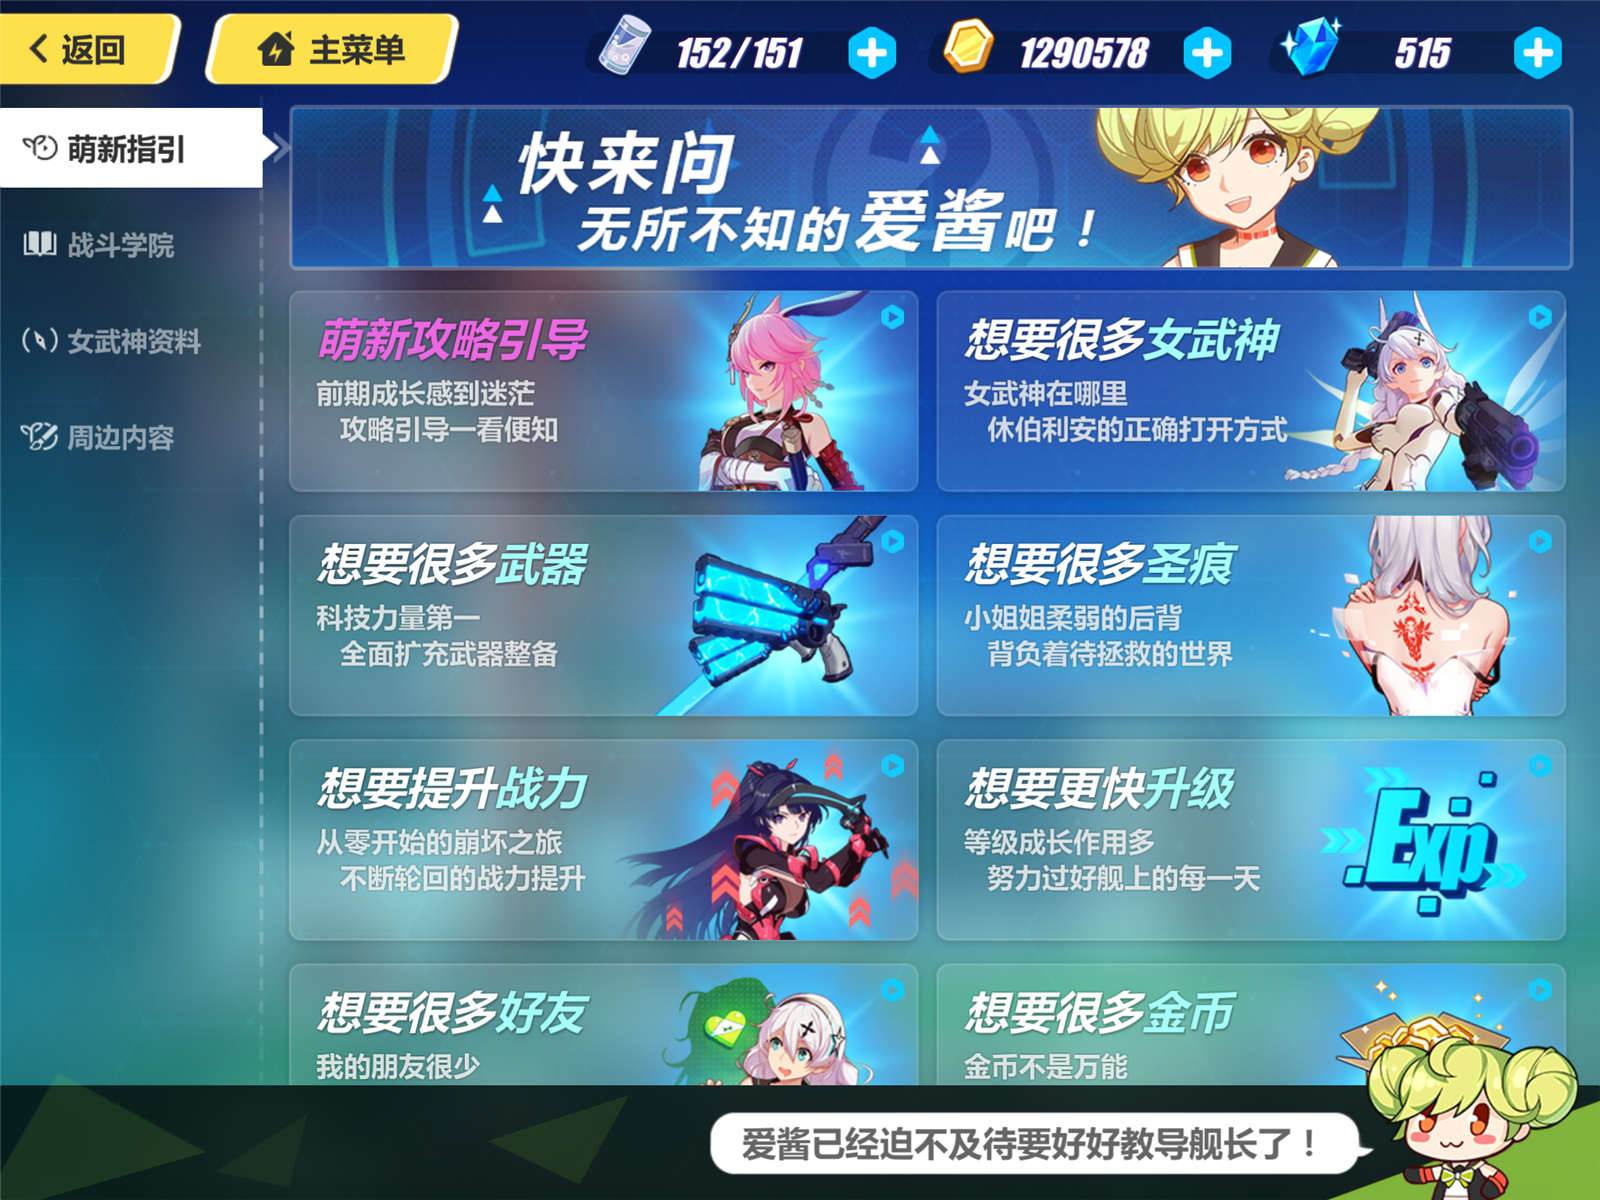 返回
主菜单
152/151
1290578
515
萌新指引
战斗学院
女武神资料
周边内容
快来问
无所不知的爱酱吧！
萌新攻略引导
前期成长感到迷茫
攻略引导一看便知
想要很多女武神
女武神在哪里
休伯利安的正确打开方式
想要很多武器
科技力量第一
全面扩充武器整备
想要很多圣痕
小姐姐柔弱的后背
背负着待拯救的世界
想要提升战力
从零开始的崩坏之旅
不断轮回的战力提升
想要更快升级
等级成长作用多
努力过好舰上的每一天
Exp
想要很多好友
我的朋友很少
想要很多金币
金币不是万能
爱酱已经迫不及待要好好教导舰长了！